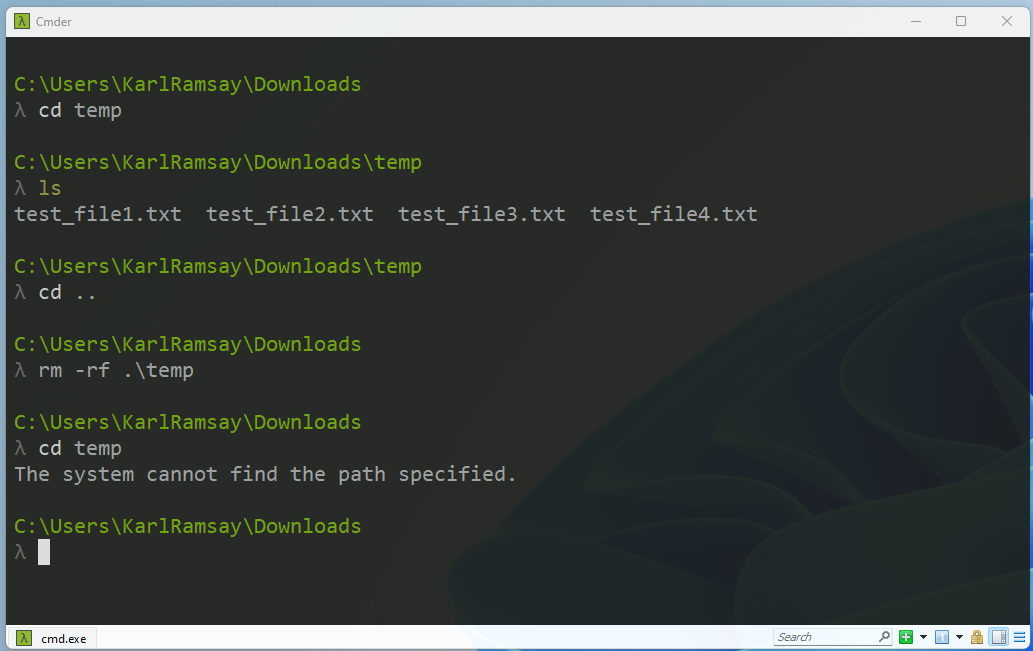 λ Cmder
C:\Users\KarlRamsay\Downloads
λ cd temp
C:\Users\KarlRamsay\Downloads\temp
λ ls
test_file1.txt  test_file2.txt  test_file3.txt  test_file4.txt
C:\Users\KarlRamsay\Downloads\temp
λ cd ..
C:\Users\KarlRamsay\Downloads
λ rm -rf .\temp
C:\Users\KarlRamsay\Downloads
λ cd temp
The system cannot find the path specified.
C:\Users\KarlRamsay\Downloads
λ
λ cmd.exe Search 1